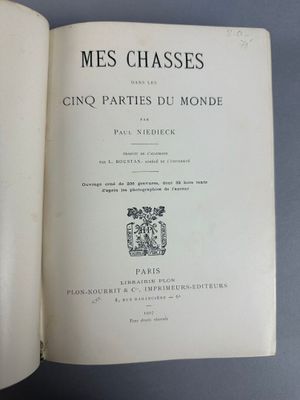 MES CHASSES
DANS LES
CINQ PARTIES DU MONDE
PAR
PAUL NIEDIECK
TRADUIT DE L'ALLEMAND
PAR L. ROUSTAN, AGRÉGÉ DE L'UNIVERSITÉ
Ouvrage orné de gravures, dont 32 hors texte
d'après les photographies de l'auteur
PARIS
LIBRAIRIE PLON
PLON-NOURRIT & Cie, IMPRIMEURS-ÉDITEURS
8, RUE GARANCIÈRE — 6e
1907
Tous droits réservés